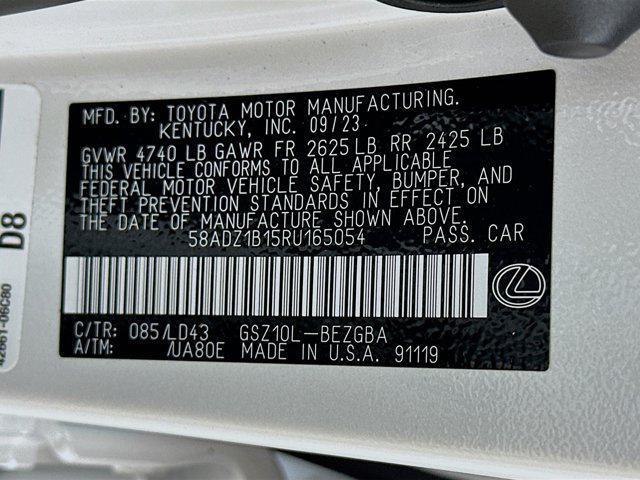 MFD. BY: TOYOTA MOTOR MANUFACTURING.
KENTUCKY, INC. 09/23
GVWR 4740 LB GAWR FR 2625 LB RR 2425 LB
THIS VEHICLE CONFORMS TO ALL APPLICABLE
FEDERAL MOTOR VEHICLE SAFETY, BUMPER, AND
THEFT PREVENTION STANDARDS IN EFFECT ON
THE DATE OF MANUFACTURE SHOWN ABOVE.
58ADZ1B15RU165054 PASS. CAR
C/TR: 085/LD43 GSZ10L-BEZGBA
A/TM: /UA80E MADE IN U.S.A. 91119
D8
42661-06C80